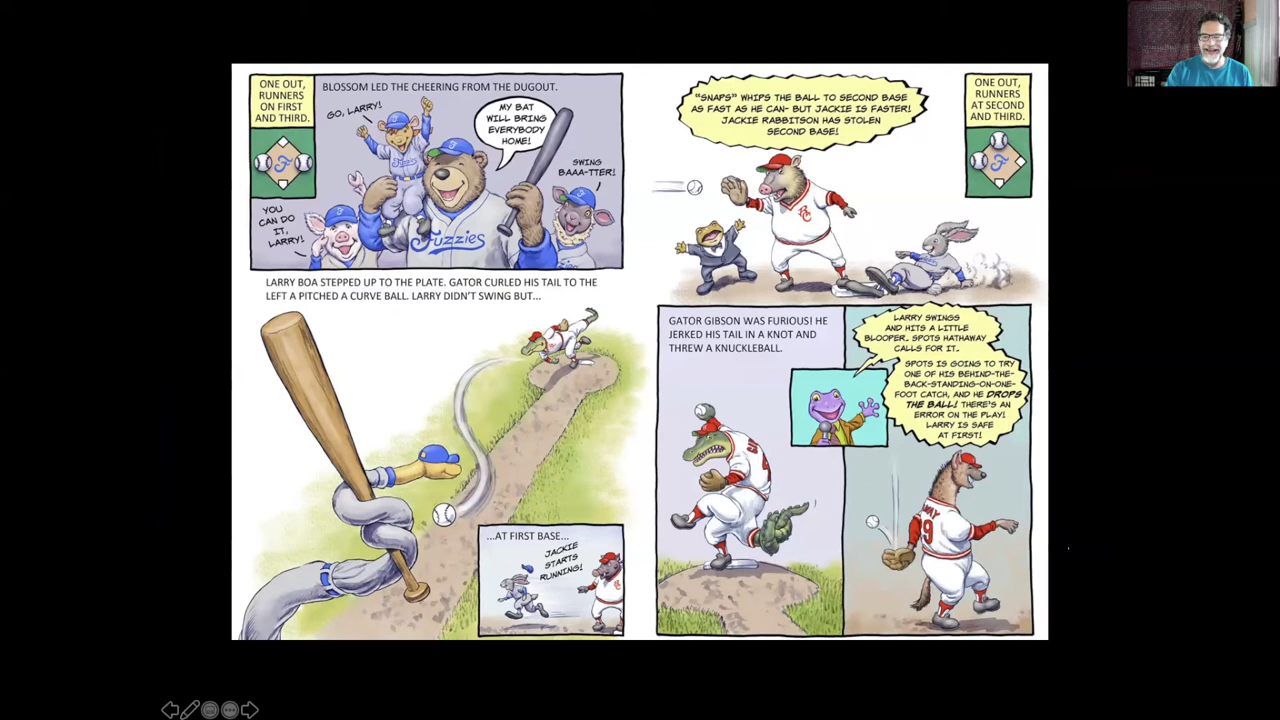 ONE OUT,
RUNNERS
ON FIRST
AND THIRD.
F
BLOSSOM LED THE CHEERING FROM THE DUGOUT.
GO, LARRY!
MY BAT
WILL BRING
EVERYBODY
HOME!
SWING
BAAA-TTER!
YOU
CAN DO
IT,
LARRY!
Fuzzies
Fuzzies
LARRY BOA STEPPED UP TO THE PLATE. GATOR CURLED HIS TAIL TO THE
LEFT A PITCHED A CURVE BALL. LARRY DIDN'T SWING BUT...
...AT FIRST BASE...
JACKIE
STARTS
RUNNING!
"SNAPS" WHIPS THE BALL TO SECOND BASE
AS FAST AS HE CAN- BUT JACKIE IS FASTER!
JACKIE RABBITSON HAS STOLEN
SECOND BASE!
ONE OUT,
RUNNERS
AT SECOND
AND THIRD.
F
GATOR GIBSON WAS FURIOUS! HE
JERKED HIS TAIL IN A KNOT AND
THREW A KNUCKLEBALL.
LARRY SWINGS
AND HITS A LITTLE
BLOOPER. SPOTS HATHAWAY
CALLS FOR IT.
SPOTS IS GOING TO TRY
ONE OF HIS BEHIND-THE-
BACK-STANDING-ON-ONE-
FOOT CATCH, AND HE DROPS
THE BALL! THERE'S AN
ERROR ON THE PLAY!
LARRY IS SAFE
AT FIRST!